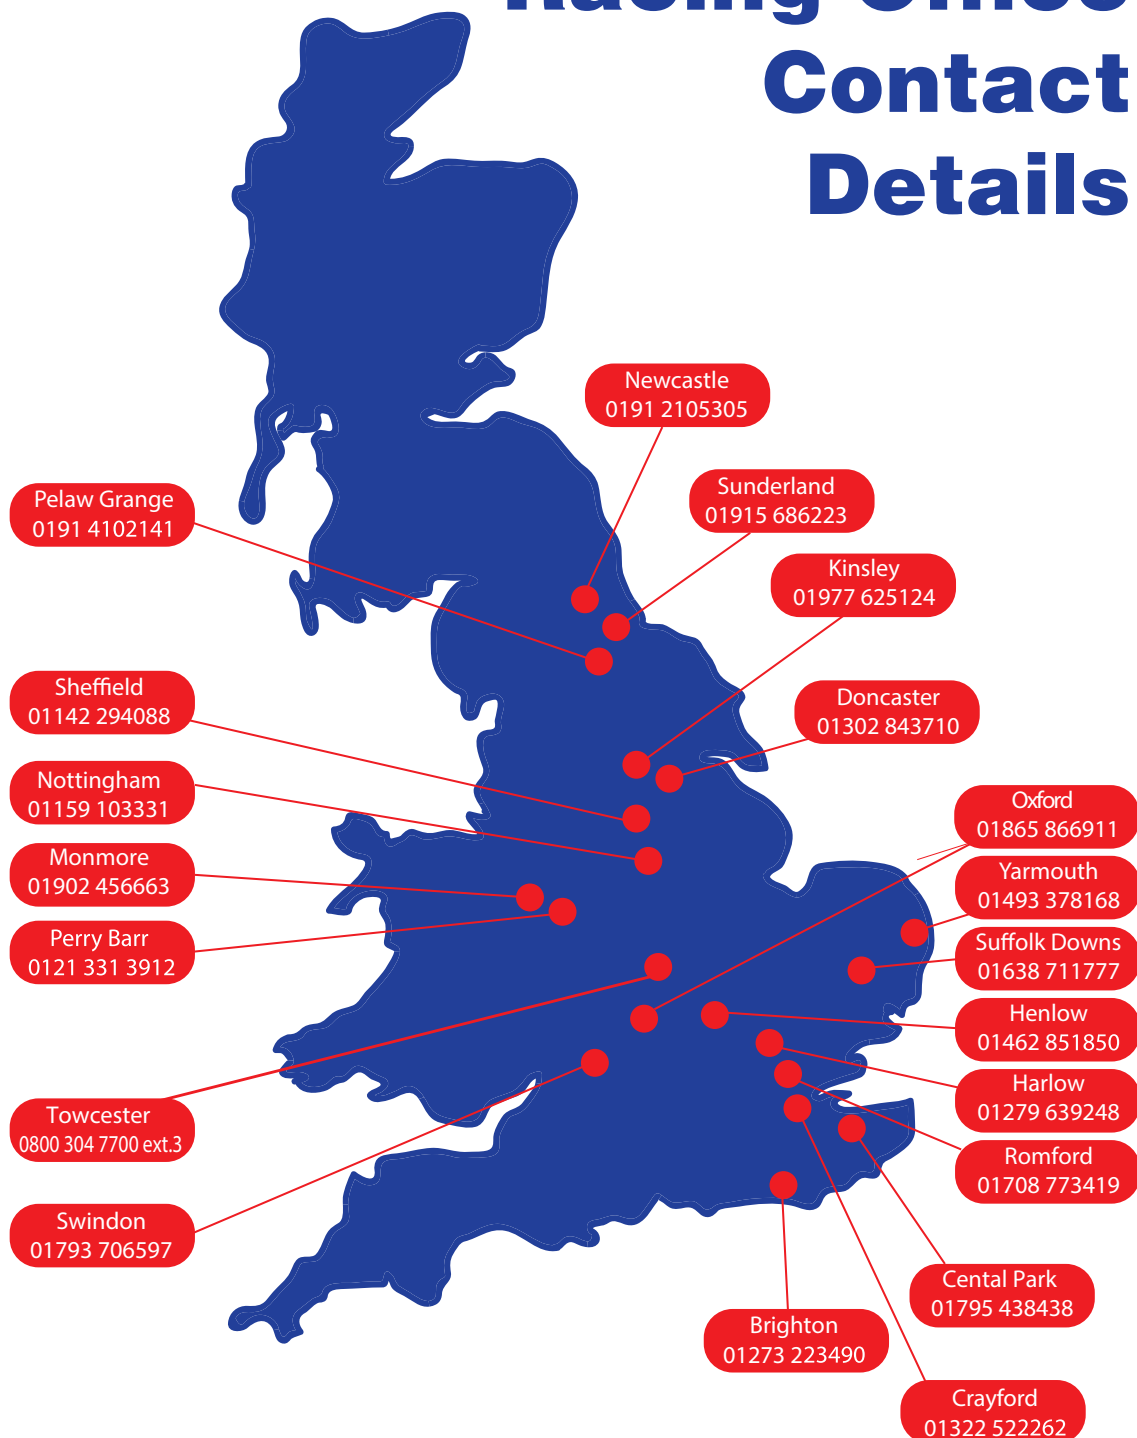 Racing Office
Contact
Details
Newcastle
0191 2105305
Sunderland
01915 686223
Pelaw Grange
0191 4102141
Kinsley
01977 625124
Sheffield
01142 294088
Doncaster
01302 843710
Nottingham
01159 103331
Oxford
01865 866911
Monmore
01902 456663
Yarmouth
01493 378168
Perry Barr
0121 331 3912
Suffolk Downs
01638 711777
Henlow
01462 851850
Harlow
01279 639248
Towcester
0800 304 7700 ext.3
Romford
01708 773419
Swindon
01793 706597
Cental Park
01795 438438
Brighton
01273 223490
Crayford
01322 522262